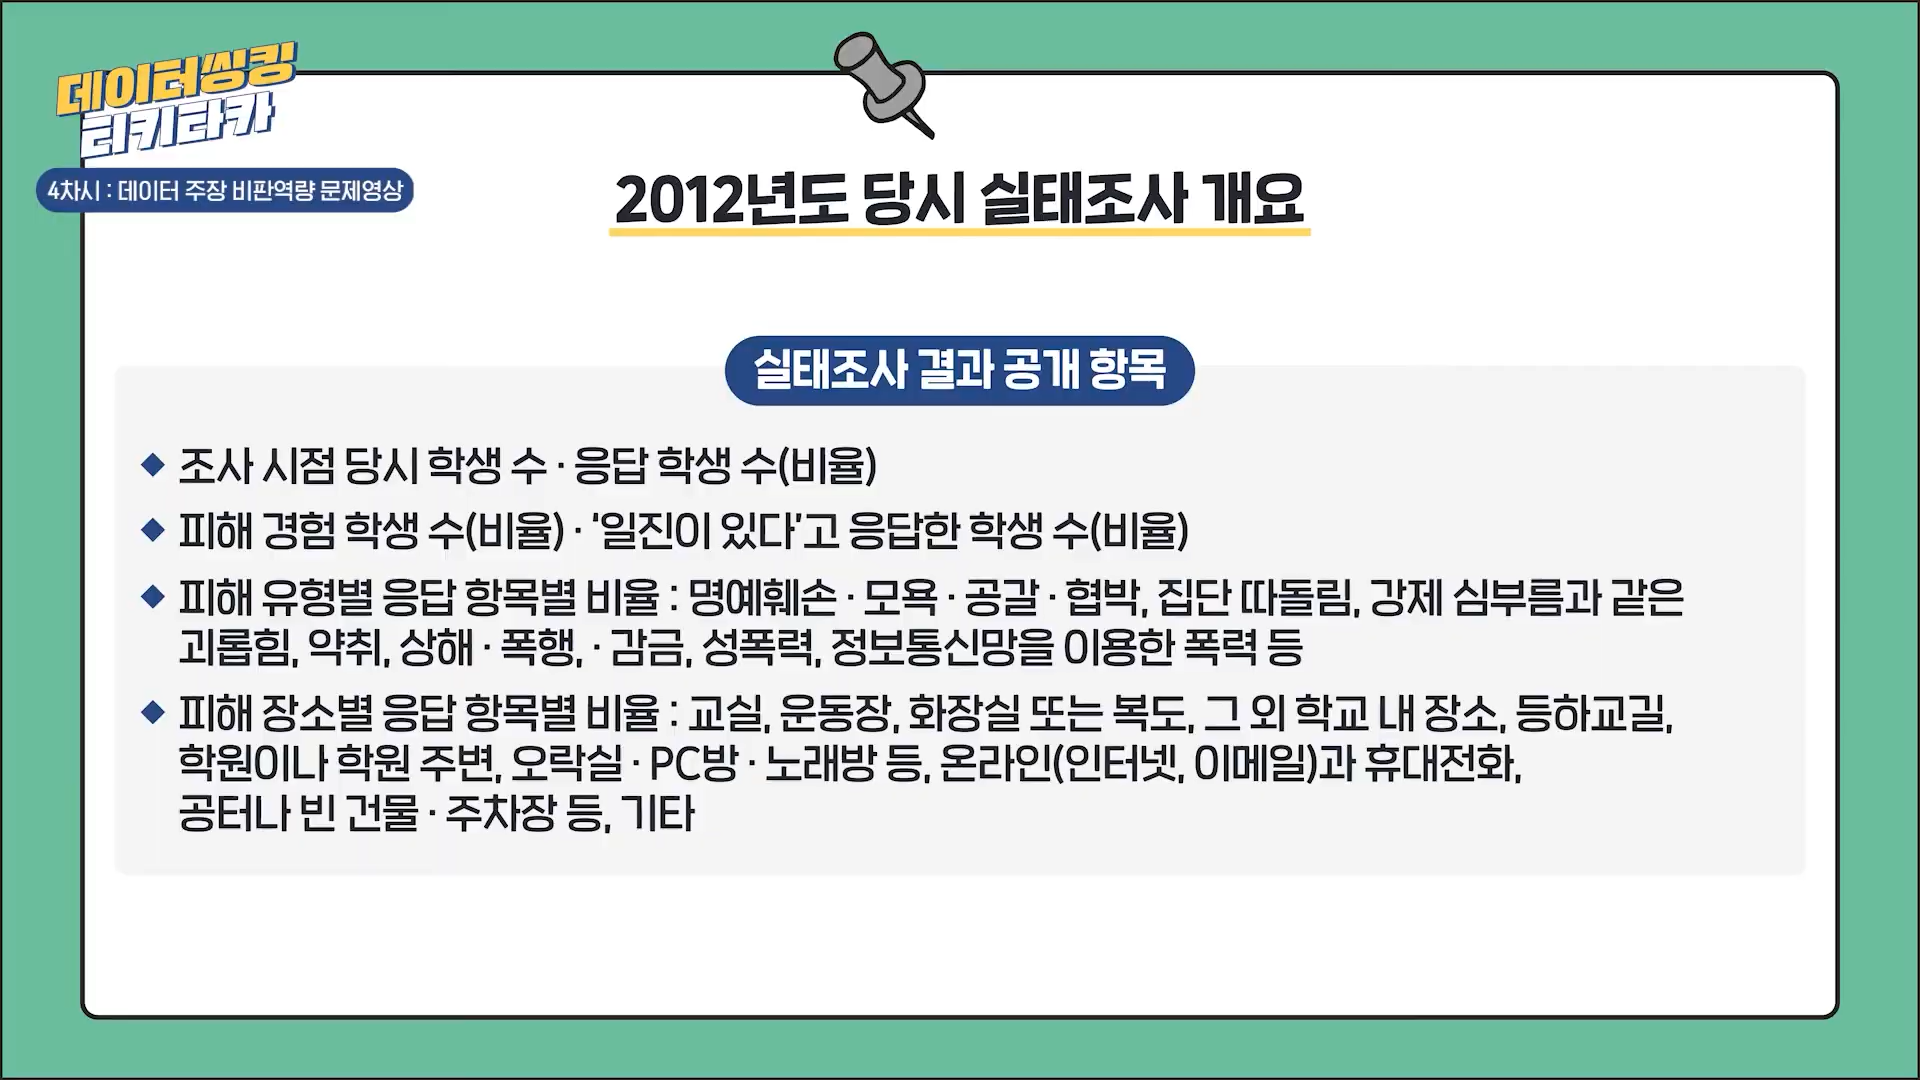 데이터씽킹
티키타카
4차시 : 데이터 주장 비판역량 문제영상
2012년도 당시 실태조사 개요
실태조사 결과 공개 항목
◆ 조사 시점 당시 학생 수 · 응답 학생 수(비율)
◆ 피해 경험 학생 수(비율) · ‘일진이 있다’고 응답한 학생 수(비율)
◆ 피해 유형별 응답 항목별 비율 : 명예훼손 · 모욕 · 공갈 · 협박, 집단 따돌림, 강제 심부름과 같은
괴롭힘, 약취, 상해 · 폭행, · 감금, 성폭력, 정보통신망을 이용한 폭력 등
◆ 피해 장소별 응답 항목별 비율 : 교실, 운동장, 화장실 또는 복도, 그 외 학교 내 장소, 등하교길,
학원이나 학원 주변, 오락실 · PC방 · 노래방 등, 온라인(인터넷, 이메일)과 휴대전화,
공터나 빈 건물 · 주차장 등, 기타